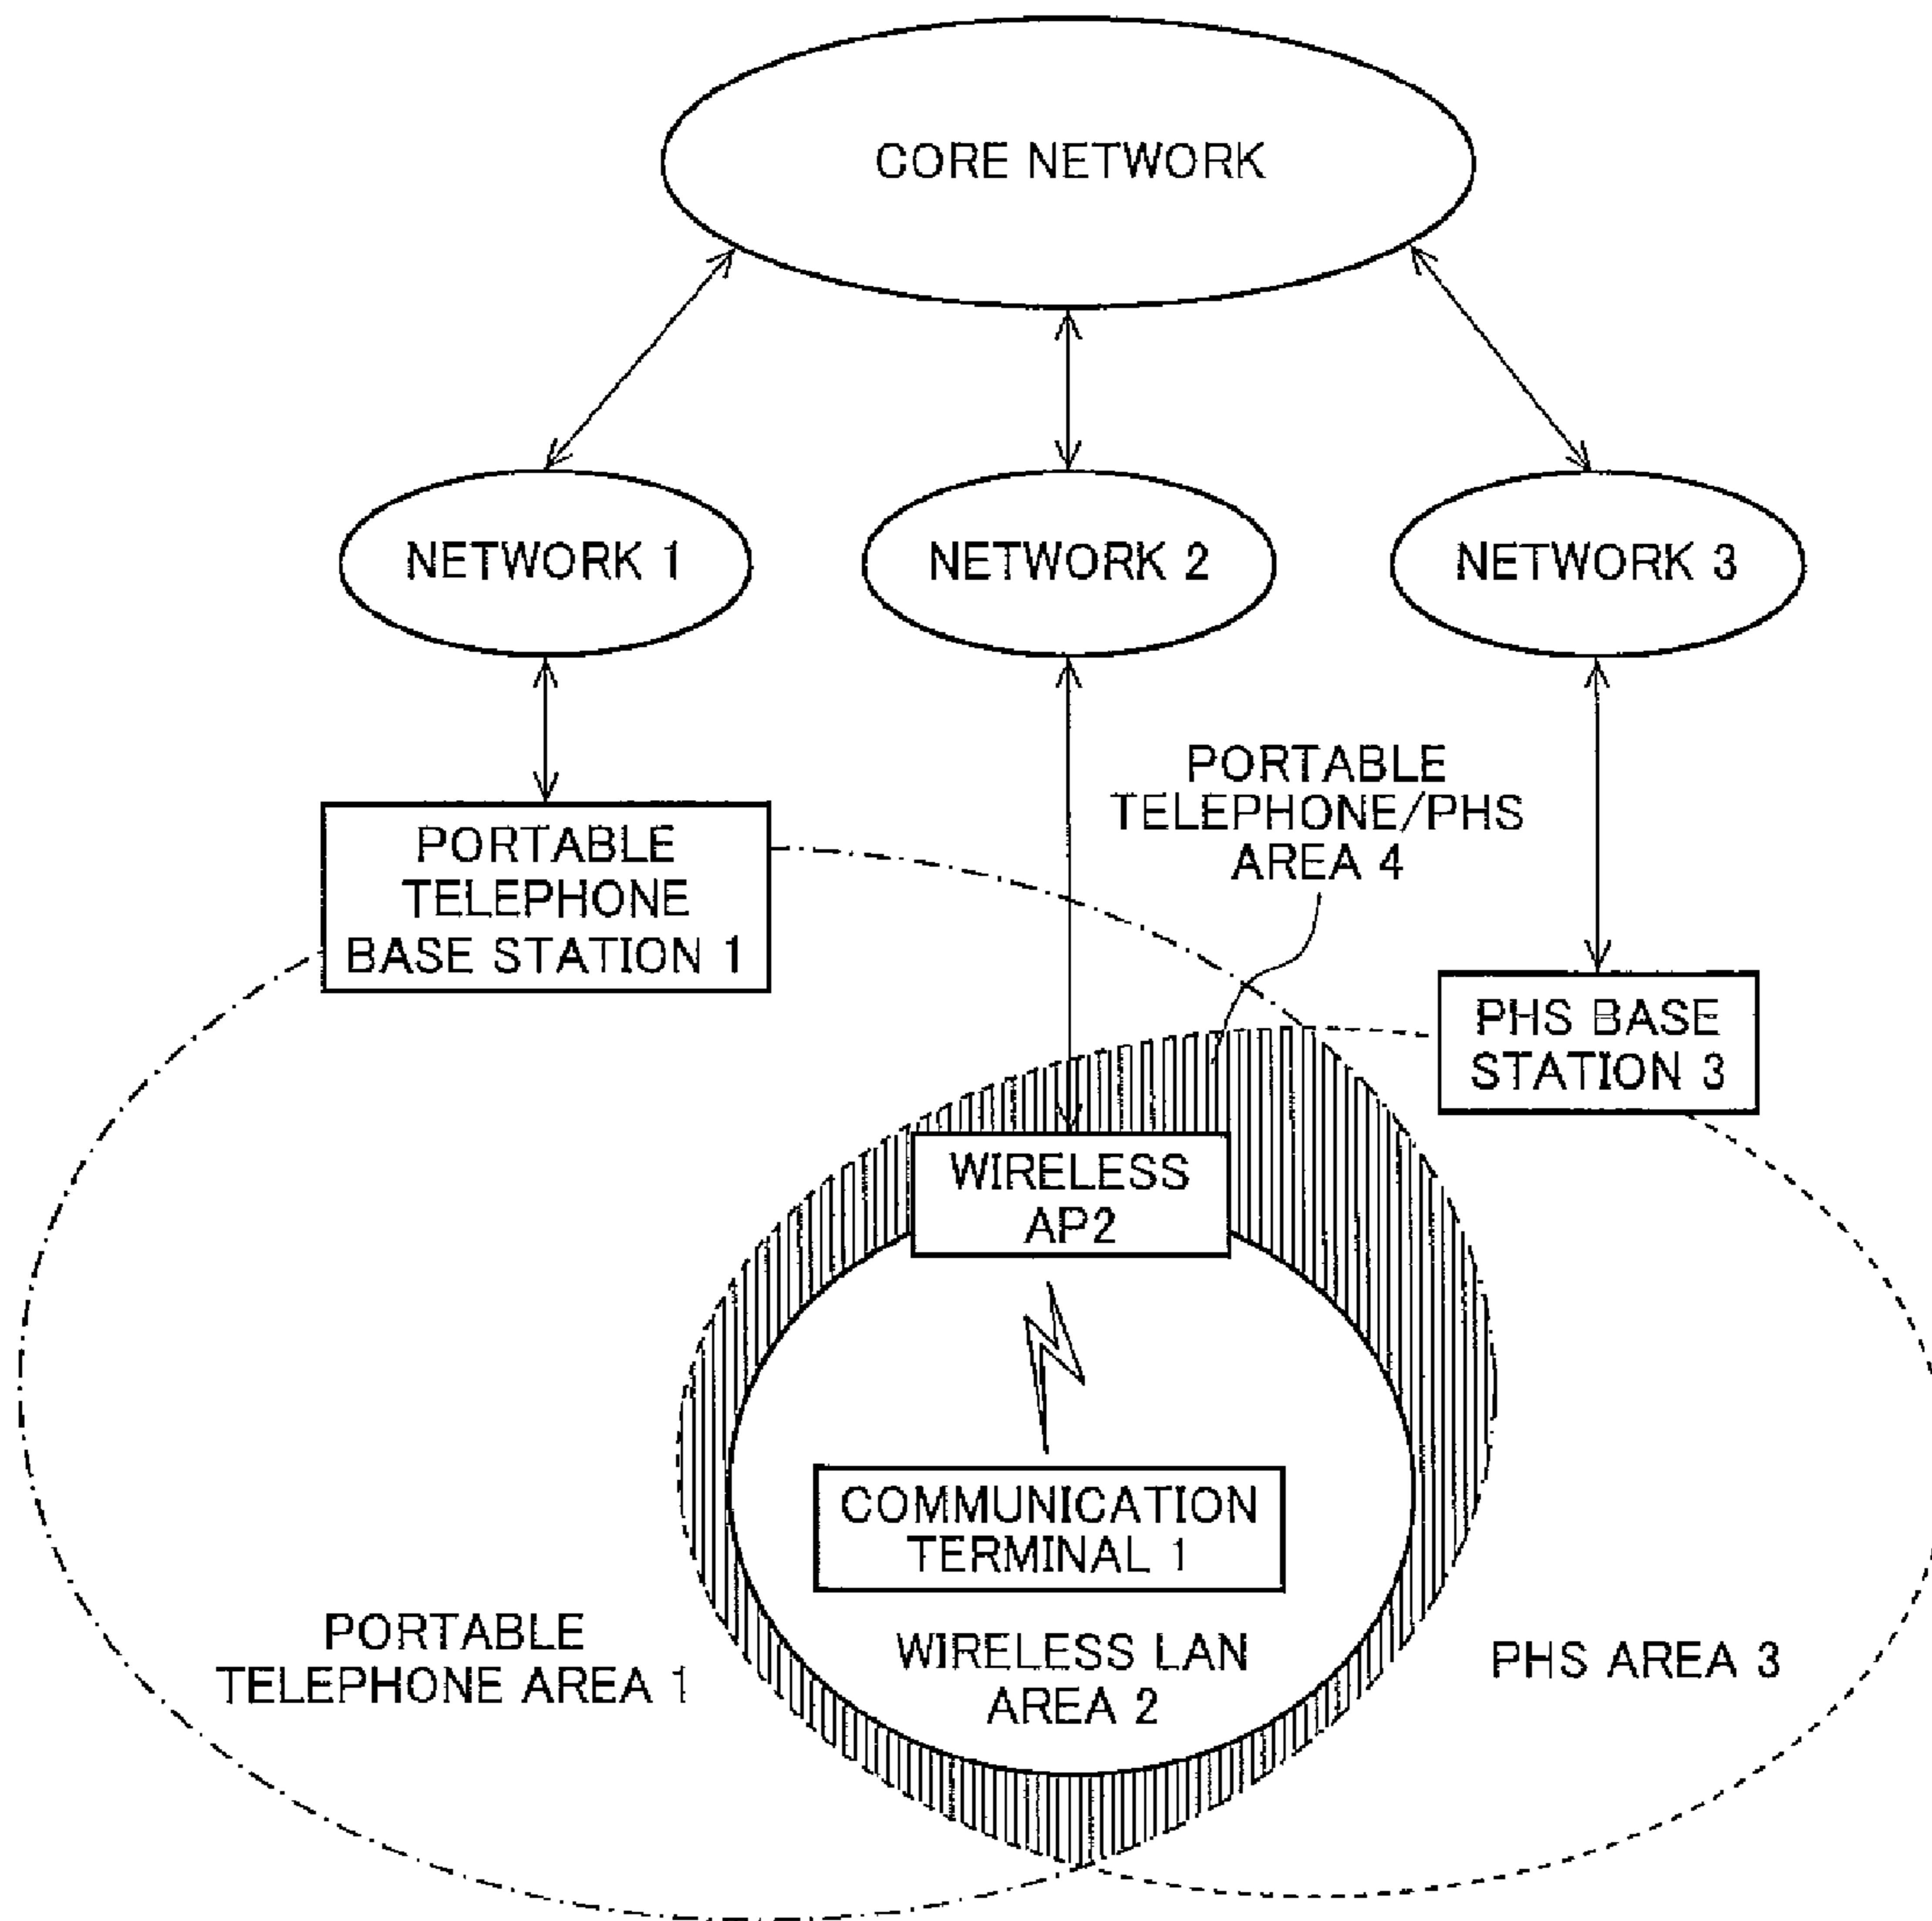 CORE NETWORK
NETWORK 1
NETWORK 2
NETWORK 3
PORTABLE
TELEPHONE/PHS
AREA 4
PORTABLE
TELEPHONE
BASE STATION 1
PHS BASE
STATION 3
WIRELESS
AP2
COMMUNICATION
TERMINAL 1
WIRELESS LAN
AREA 2
PORTABLE
TELEPHONE AREA 1
PHS AREA 3